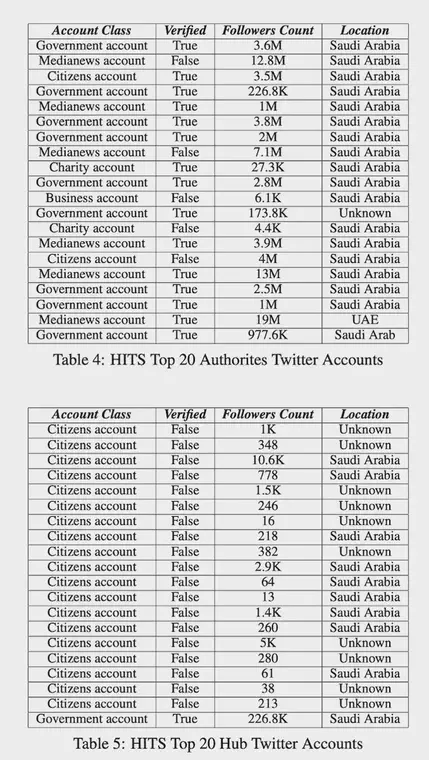 Account Class Verified Followers Count Location
Government account True 3.6M Saudi Arabia
Medianews account False 12.8M Saudi Arabia
Citizens account True 3.5M Saudi Arabia
Government account True 226.8K Saudi Arabia
Medianews account True 1M Saudi Arabia
Government account True 3.8M Saudi Arabia
Government account True 2M Saudi Arabia
Medianews account False 7.1M Saudi Arabia
Charity account True 27.3K Saudi Arabia
Government account True 2.8M Saudi Arabia
Business account False 6.1K Saudi Arabia
Government account True 173.8K Unknown
Charity account False 4.4K Saudi Arabia
Medianews account True 3.9M Saudi Arabia
Citizens account False 4M Saudi Arabia
Medianews account True 13M Saudi Arabia
Government account True 2.5M Saudi Arabia
Government account True 1M Saudi Arabia
Medianews account True 19M UAE
Government account True 977.6K Saudi Arab
Table 4: HITS Top 20 Authorites Twitter Accounts
Account Class Verified Followers Count Location
Citizens account False 1K Unknown
Citizens account False 348 Unknown
Citizens account False 10.6K Saudi Arabia
Citizens account False 778 Saudi Arabia
Citizens account False 1.5K Unknown
Citizens account False 246 Unknown
Citizens account False 16 Unknown
Citizens account False 218 Saudi Arabia
Citizens account False 382 Unknown
Citizens account False 2.9K Saudi Arabia
Citizens account False 64 Saudi Arabia
Citizens account False 13 Saudi Arabia
Citizens account False 1.4K Saudi Arabia
Citizens account False 260 Saudi Arabia
Citizens account False 5K Unknown
Citizens account False 280 Unknown
Citizens account False 61 Saudi Arabia
Citizens account False 38 Unknown
Citizens account False 213 Unknown
Government account True 226.8K Saudi Arabia
Table 5: HITS Top 20 Hub Twitter Accounts